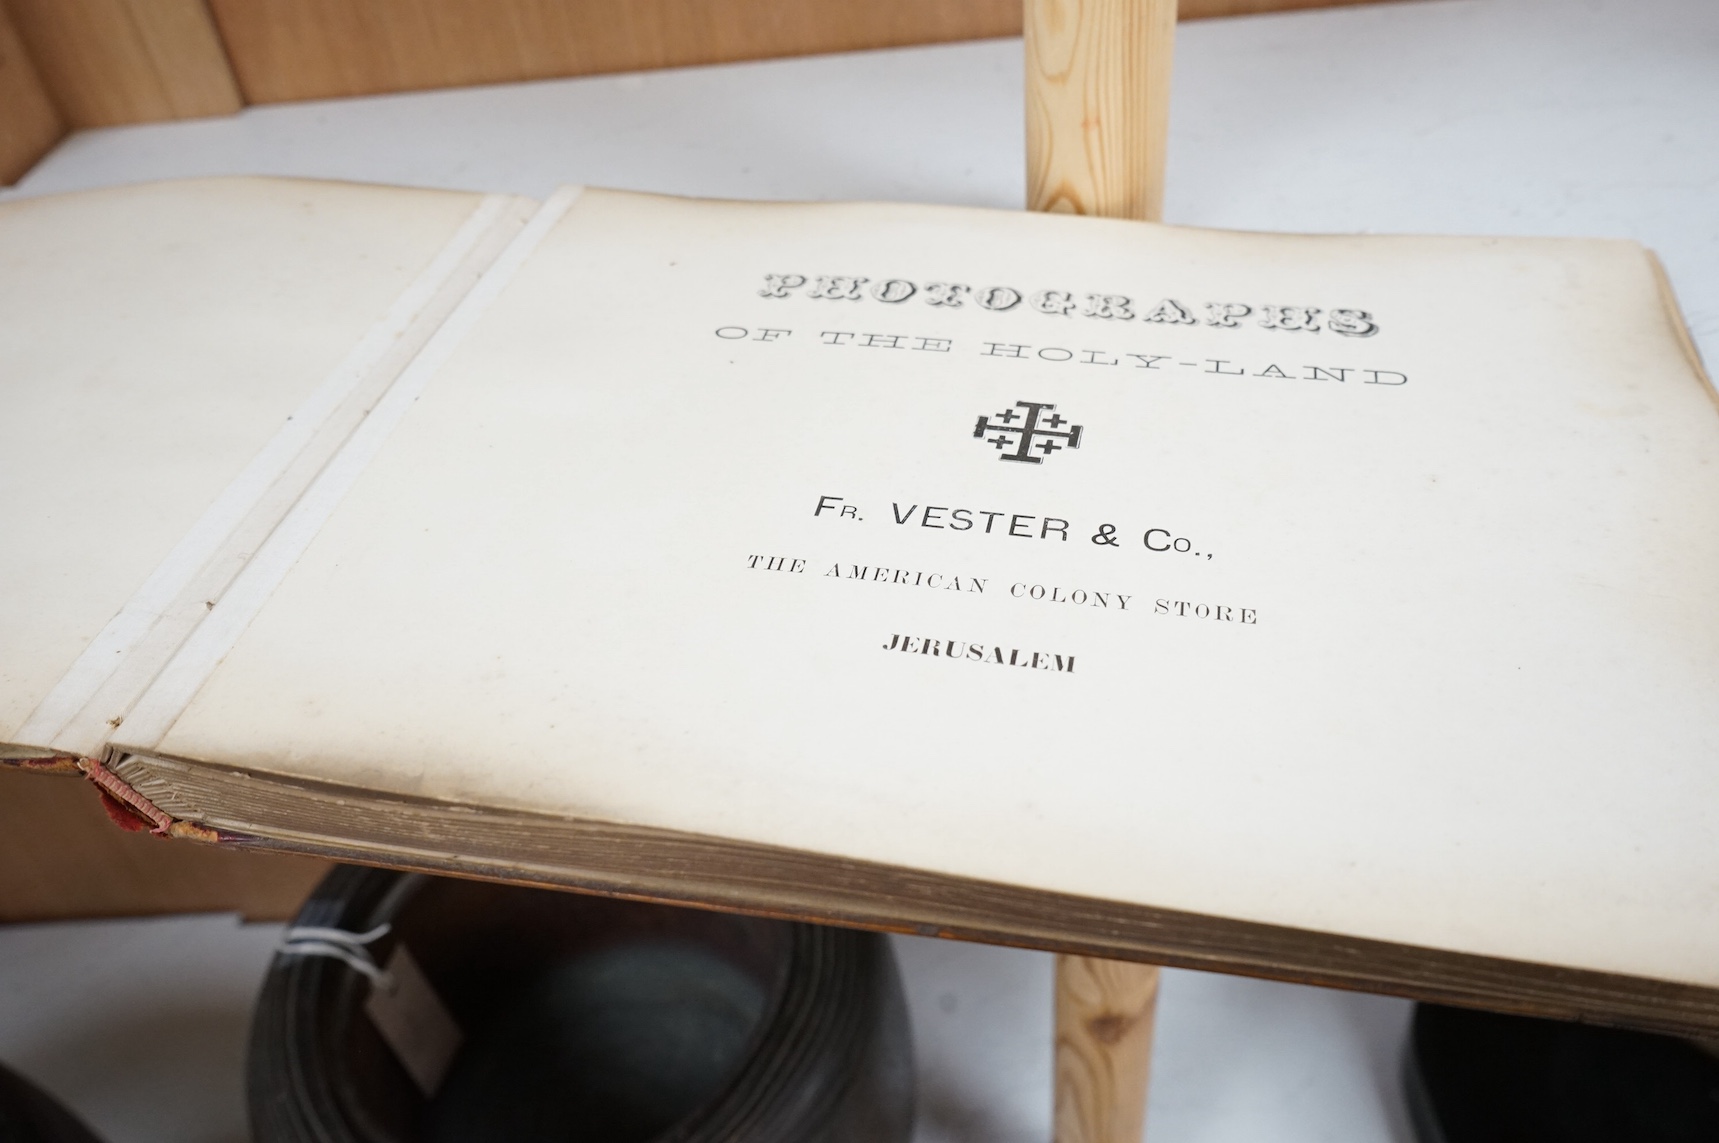 PHOTOGRAPHS
OF THE HOLY-LAND
FR. VESTER & CO.,
THE AMERICAN COLONY STORE
JERUSALEM